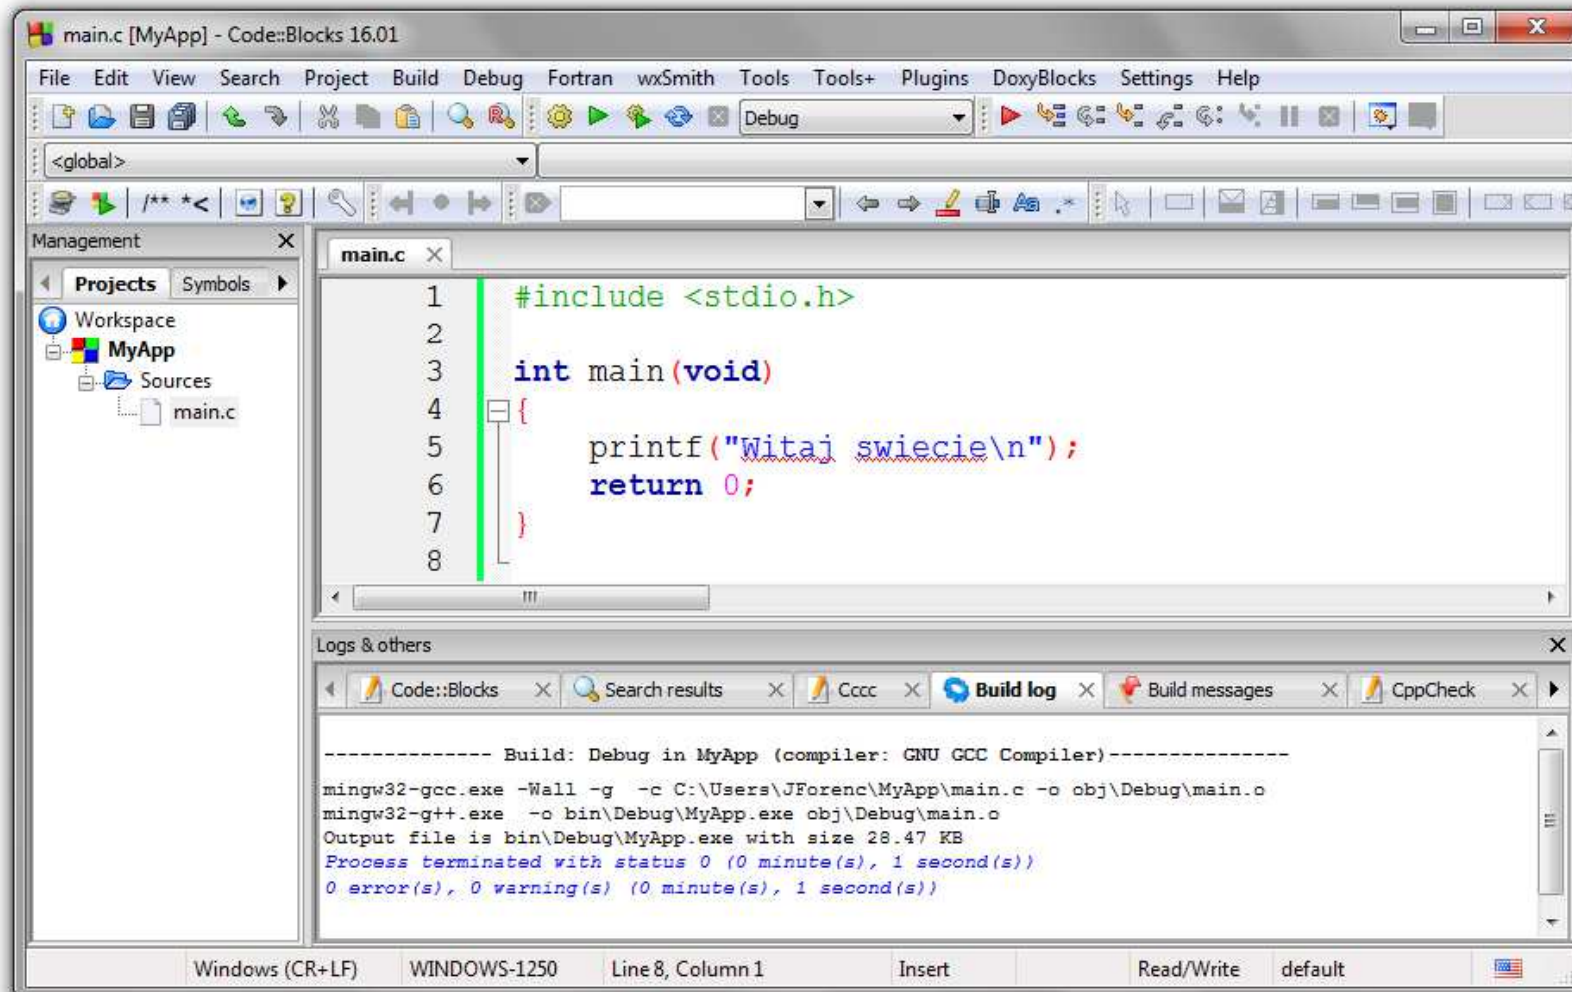 main.c [MyApp] - Code::Blocks 16.01
File Edit View Search Project Build Debug Fortran wxSmith Tools Tools+ Plugins DoxyBlocks Settings Help
Debug
<global>
/** *<
Management
Projects Symbols
Workspace
MyApp
Sources
main.c
main.c
1 #include <stdio.h>
2
3 int main(void)
4 {
5 printf("Witaj swiecie\n");
6 return 0;
7 }
8
Logs & others
Code::Blocks Search results Cccc Build log Build messages CppCheck
-------------- Build: Debug in MyApp (compiler: GNU GCC Compiler)---------------
mingw32-gcc.exe -Wall -g -c C:\Users\JForenc\MyApp\main.c -o obj\Debug\main.o
mingw32-g++.exe -o bin\Debug\MyApp.exe obj\Debug\main.o
Output file is bin\Debug\MyApp.exe with size 28.47 KB
Process terminated with status 0 (0 minute(s), 1 second(s))
0 error(s), 0 warning(s) (0 minute(s), 1 second(s))
Windows (CR+LF) WINDOWS-1250 Line 8, Column 1 Insert Read/Write default